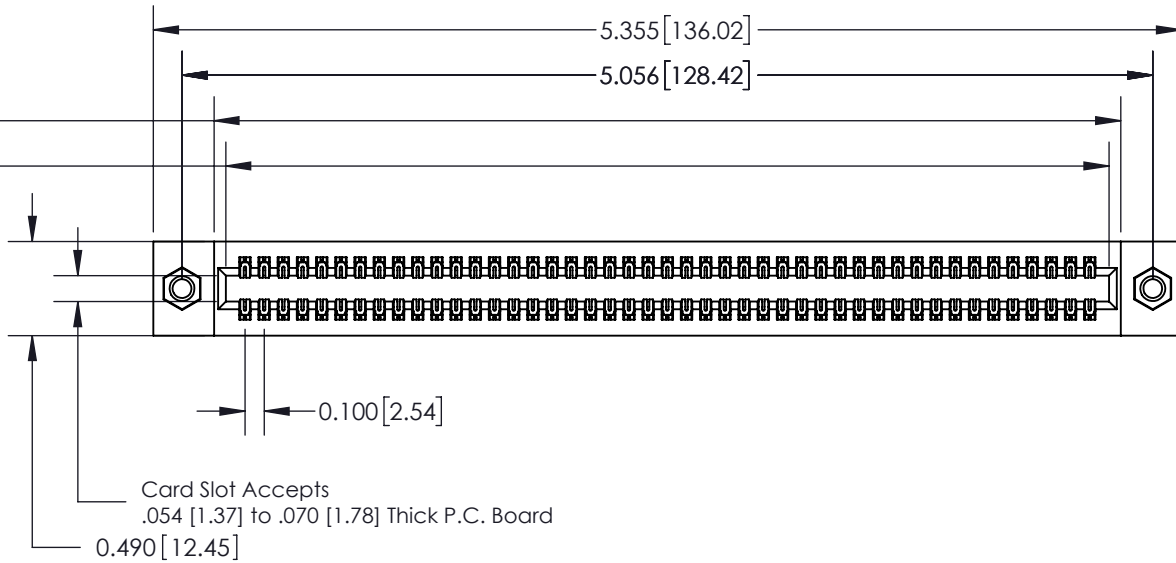 5.355[136.02]
5.056[128.42]
0.100[2.54]
Card Slot Accepts
.054 [1.37] to .070 [1.78] Thick P.C. Board
0.490[12.45]